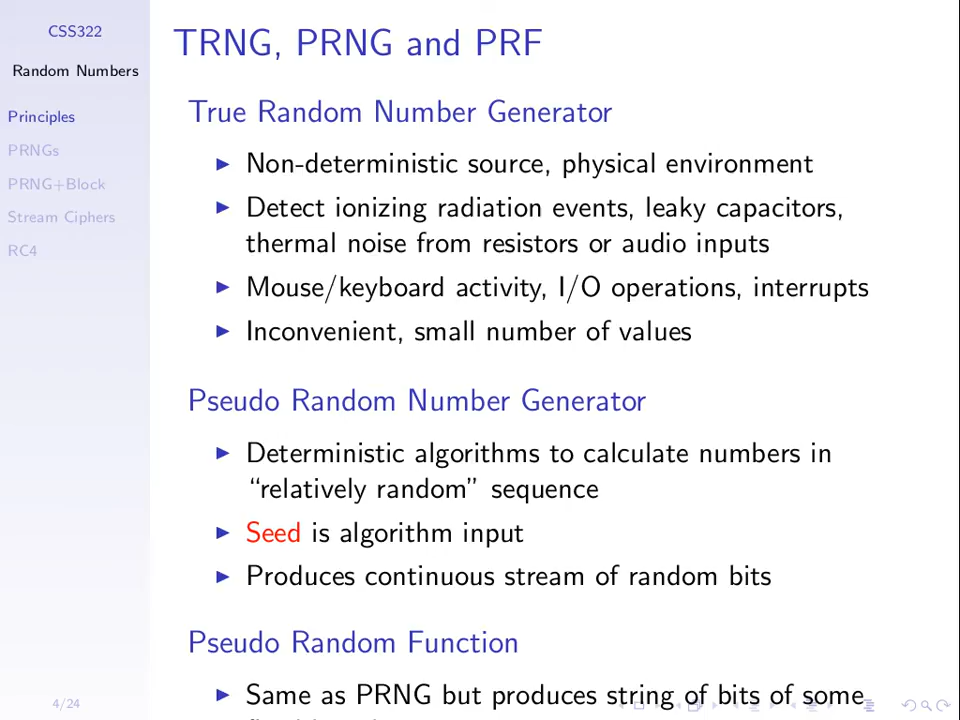 CSS322
Random Numbers
Principles
PRNGs
PRNG+Block
Stream Ciphers
RC4
TRNG, PRNG and PRF
True Random Number Generator
Non-deterministic source, physical environment
Detect ionizing radiation events, leaky capacitors,
thermal noise from resistors or audio inputs
Mouse/keyboard activity, I/O operations, interrupts
Inconvenient, small number of values
Pseudo Random Number Generator
Deterministic algorithms to calculate numbers in
“relatively random” sequence
Seed is algorithm input
Produces continuous stream of random bits
Pseudo Random Function
Same as PRNG but produces string of bits of some
4/24